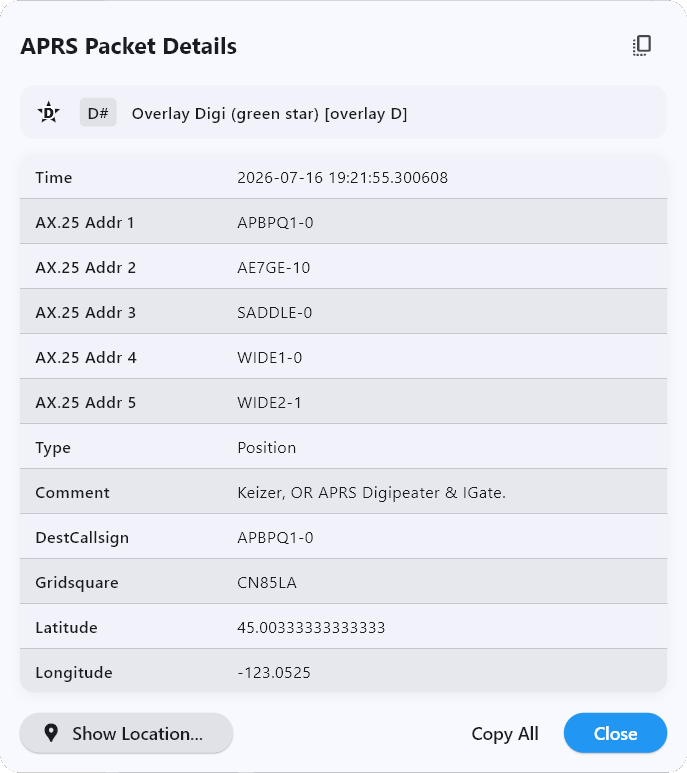 APRS Packet Details
D D# Overlay Digi (green star) [overlay D]
Time 2026-07-16 19:21:55.300608
AX.25 Addr 1 APBPQ1-0
AX.25 Addr 2 AE7GE-10
AX.25 Addr 3 SADDLE-0
AX.25 Addr 4 WIDE1-0
AX.25 Addr 5 WIDE2-1
Type Position
Comment Keizer, OR APRS Digipeater & IGate.
DestCallsign APBPQ1-0
Gridsquare CN85LA
Latitude 45.00333333333333
Longitude -123.0525
Show Location... Copy All Close